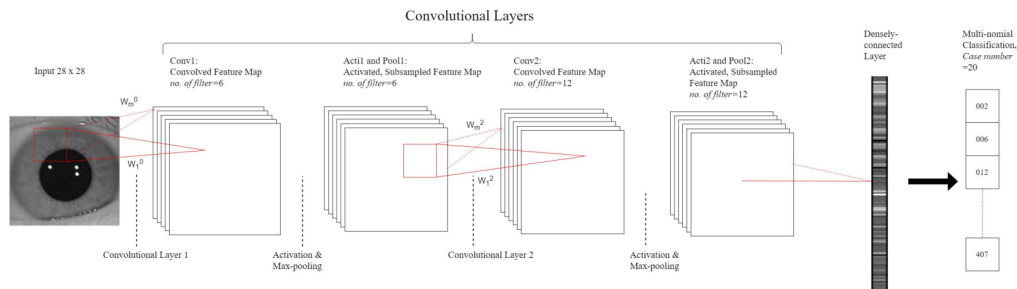 Convolutional Layers
Input 28 x 28
Conv1:
Convolved Feature Map
no. of filter=6
Acti1 and Pool1:
Activated, Subsampled Feature Map
no. of filter=6
Conv2:
Convolved Feature Map
no. of filter=12
Acti2 and Pool2:
Activated, Subsampled
Feature Map
no. of filter=12
Densely-
connected
Layer
Multi-nomial
Classification,
Case number
=20
Wm0
W10
Wm2
W12
002
006
012
407
Convolutional Layer 1
Activation &
Max-pooling
Convolutional Layer 2
Activation &
Max-pooling